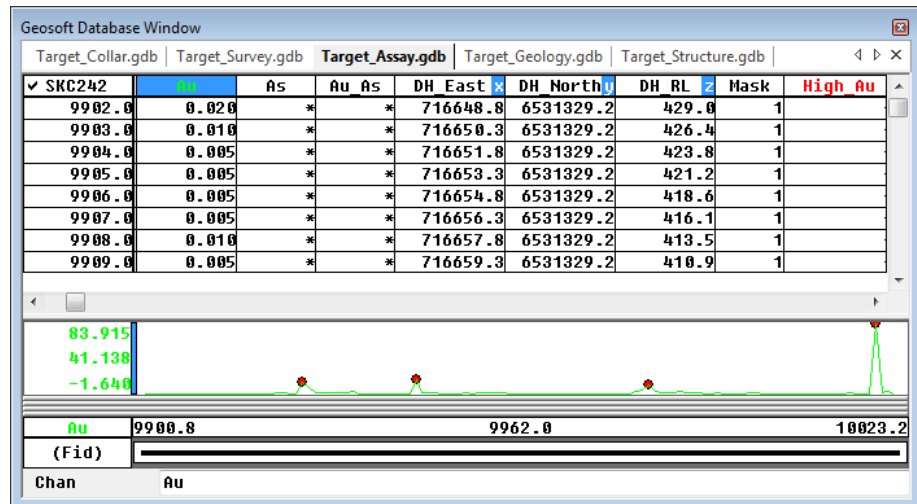 Geosoft Database Window
Target_Collar.gdb Target_Survey.gdb Target_Assay.gdb Target_Geology.gdb Target_Structure.gdb
✓ SKC242 Au As Au_As DH_East x DH_North y DH_RL z Mask High_Au
9902.0 0.020 * * 716648.8 6531329.2 429.0 1
9903.0 0.010 * * 716650.3 6531329.2 426.4 1
9904.0 0.005 * * 716651.8 6531329.2 423.8 1
9905.0 0.005 * * 716653.3 6531329.2 421.2 1
9906.0 0.005 * * 716654.8 6531329.2 418.6 1
9907.0 0.005 * * 716656.3 6531329.2 416.1 1
9908.0 0.010 * * 716657.8 6531329.2 413.5 1
9909.0 0.005 * * 716659.3 6531329.2 410.9 1
83.915
41.138
-1.640
Au 9900.8 9962.0 10023.2
(Fid)
Chan Au